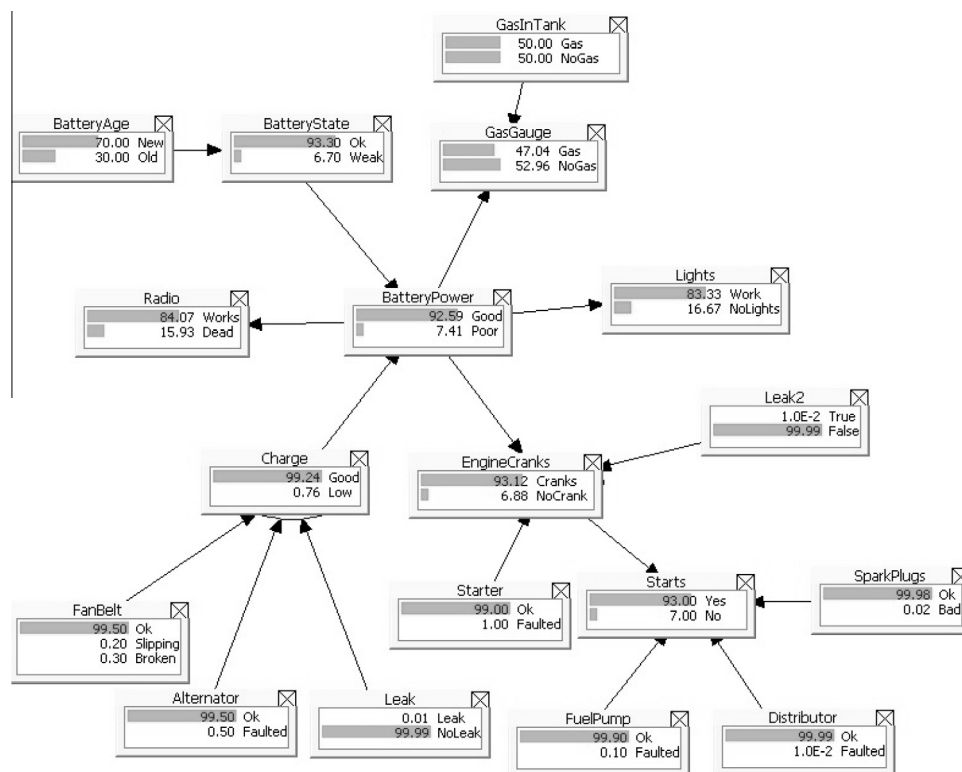 GasInTank
50.00 Gas
50.00 NoGas
BatteryAge
70.00 New
30.00 Old
BatteryState
93.30 Ok
6.70 Weak
GasGauge
47.04 Gas
52.96 NoGas
Radio
84.07 Works
15.93 Dead
BatteryPower
92.59 Good
7.41 Poor
Lights
83.33 Work
16.67 NoLights
Leak2
1.0E-2 True
99.99 False
Charge
99.24 Good
0.76 Low
EngineCranks
93.12 Cranks
6.88 NoCrank
FanBelt
99.50 Ok
0.20 Slipping
0.30 Broken
Starter
99.00 Ok
1.00 Faulted
Starts
93.00 Yes
7.00 No
SparkPlugs
99.98 Ok
0.02 Bad
Alternator
99.50 Ok
0.50 Faulted
Leak
0.01 Leak
99.99 NoLeak
FuelPump
99.90 Ok
0.10 Faulted
Distributor
99.99 Ok
1.0E-2 Faulted